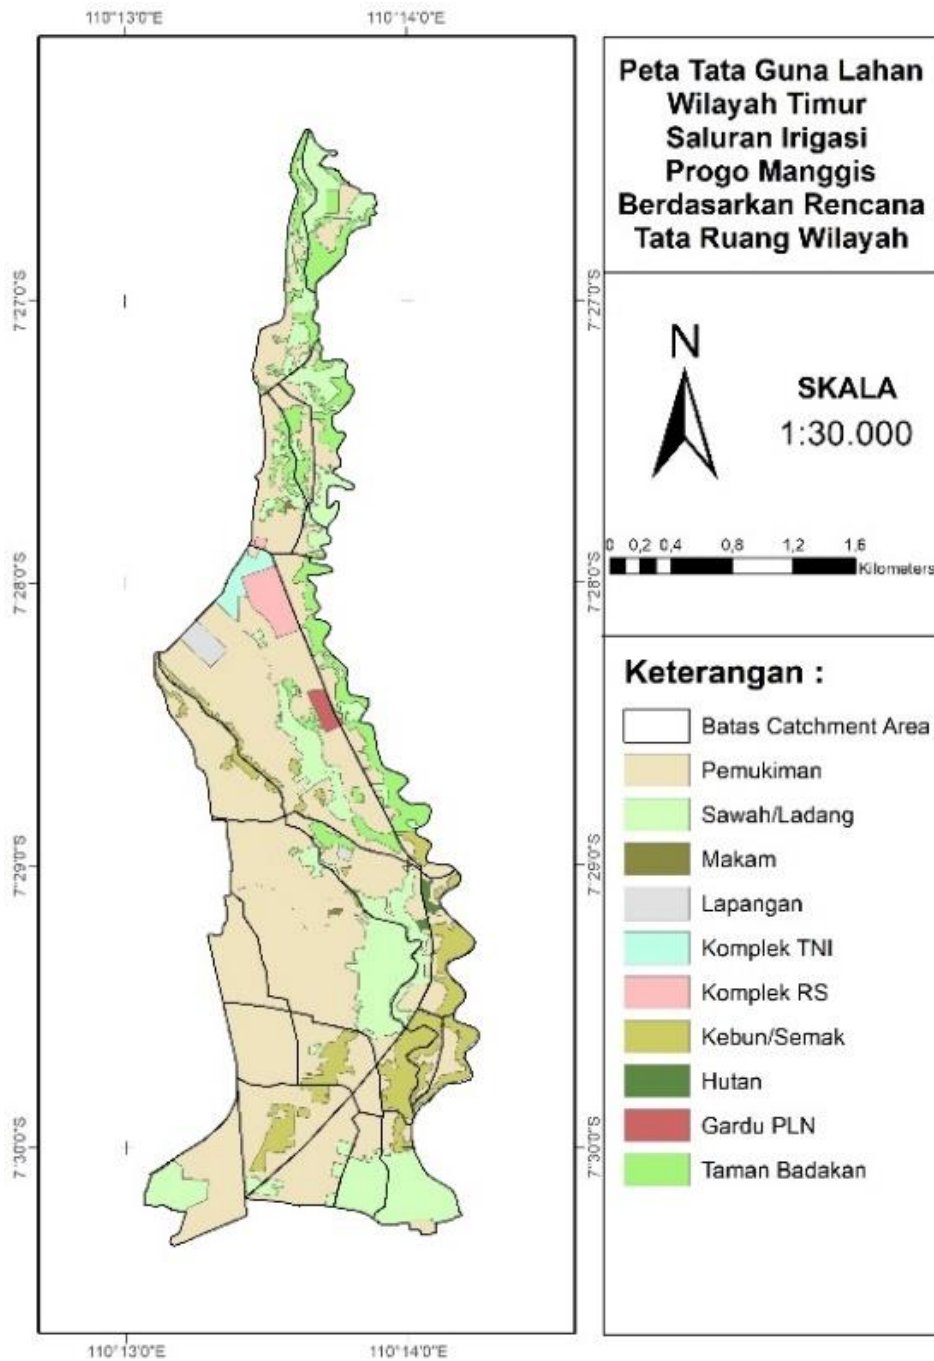 110°13'0"E 110°14'0"E
Peta Tata Guna Lahan
Wilayah Timur
Saluran Irigasi
Progo Manggis
Berdasarkan Rencana
Tata Ruang Wilayah
7°27'0"S 7°27'0"S
N
SKALA
1:30.000
0 0,2 0,4 0,8 1,2 1,6
Kilometers
7°28'0"S 7°28'0"S
Keterangan :
Batas Catchment Area
Pemukiman
Sawah/Ladang
Makam
Lapangan
Komplek TNI
Komplek RS
Kebun/Semak
Hutan
Gardu PLN
Taman Badakan
7°29'0"S 7°29'0"S
7°30'0"S 7°30'0"S
110°13'0"E 110°14'0"E